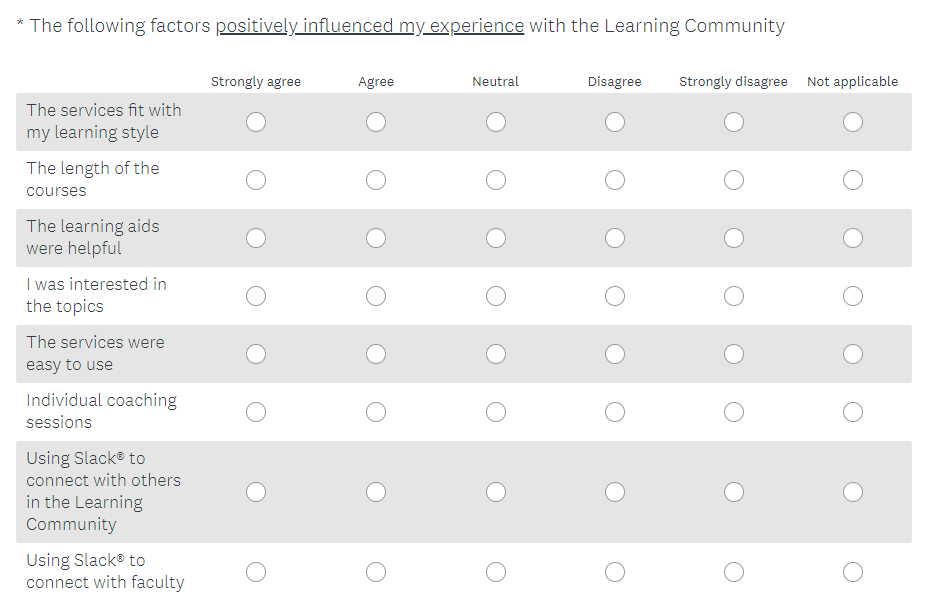 * The following factors positively influenced my experience with the Learning Community
Strongly agree Agree Neutral Disagree Strongly disagree Not applicable
The services fit with
my learning style
The length of the
courses
The learning aids
were helpful
I was interested in
the topics
The services were
easy to use
Individual coaching
sessions
Using Slack® to
connect with others
in the Learning
Community
Using Slack® to
connect with faculty